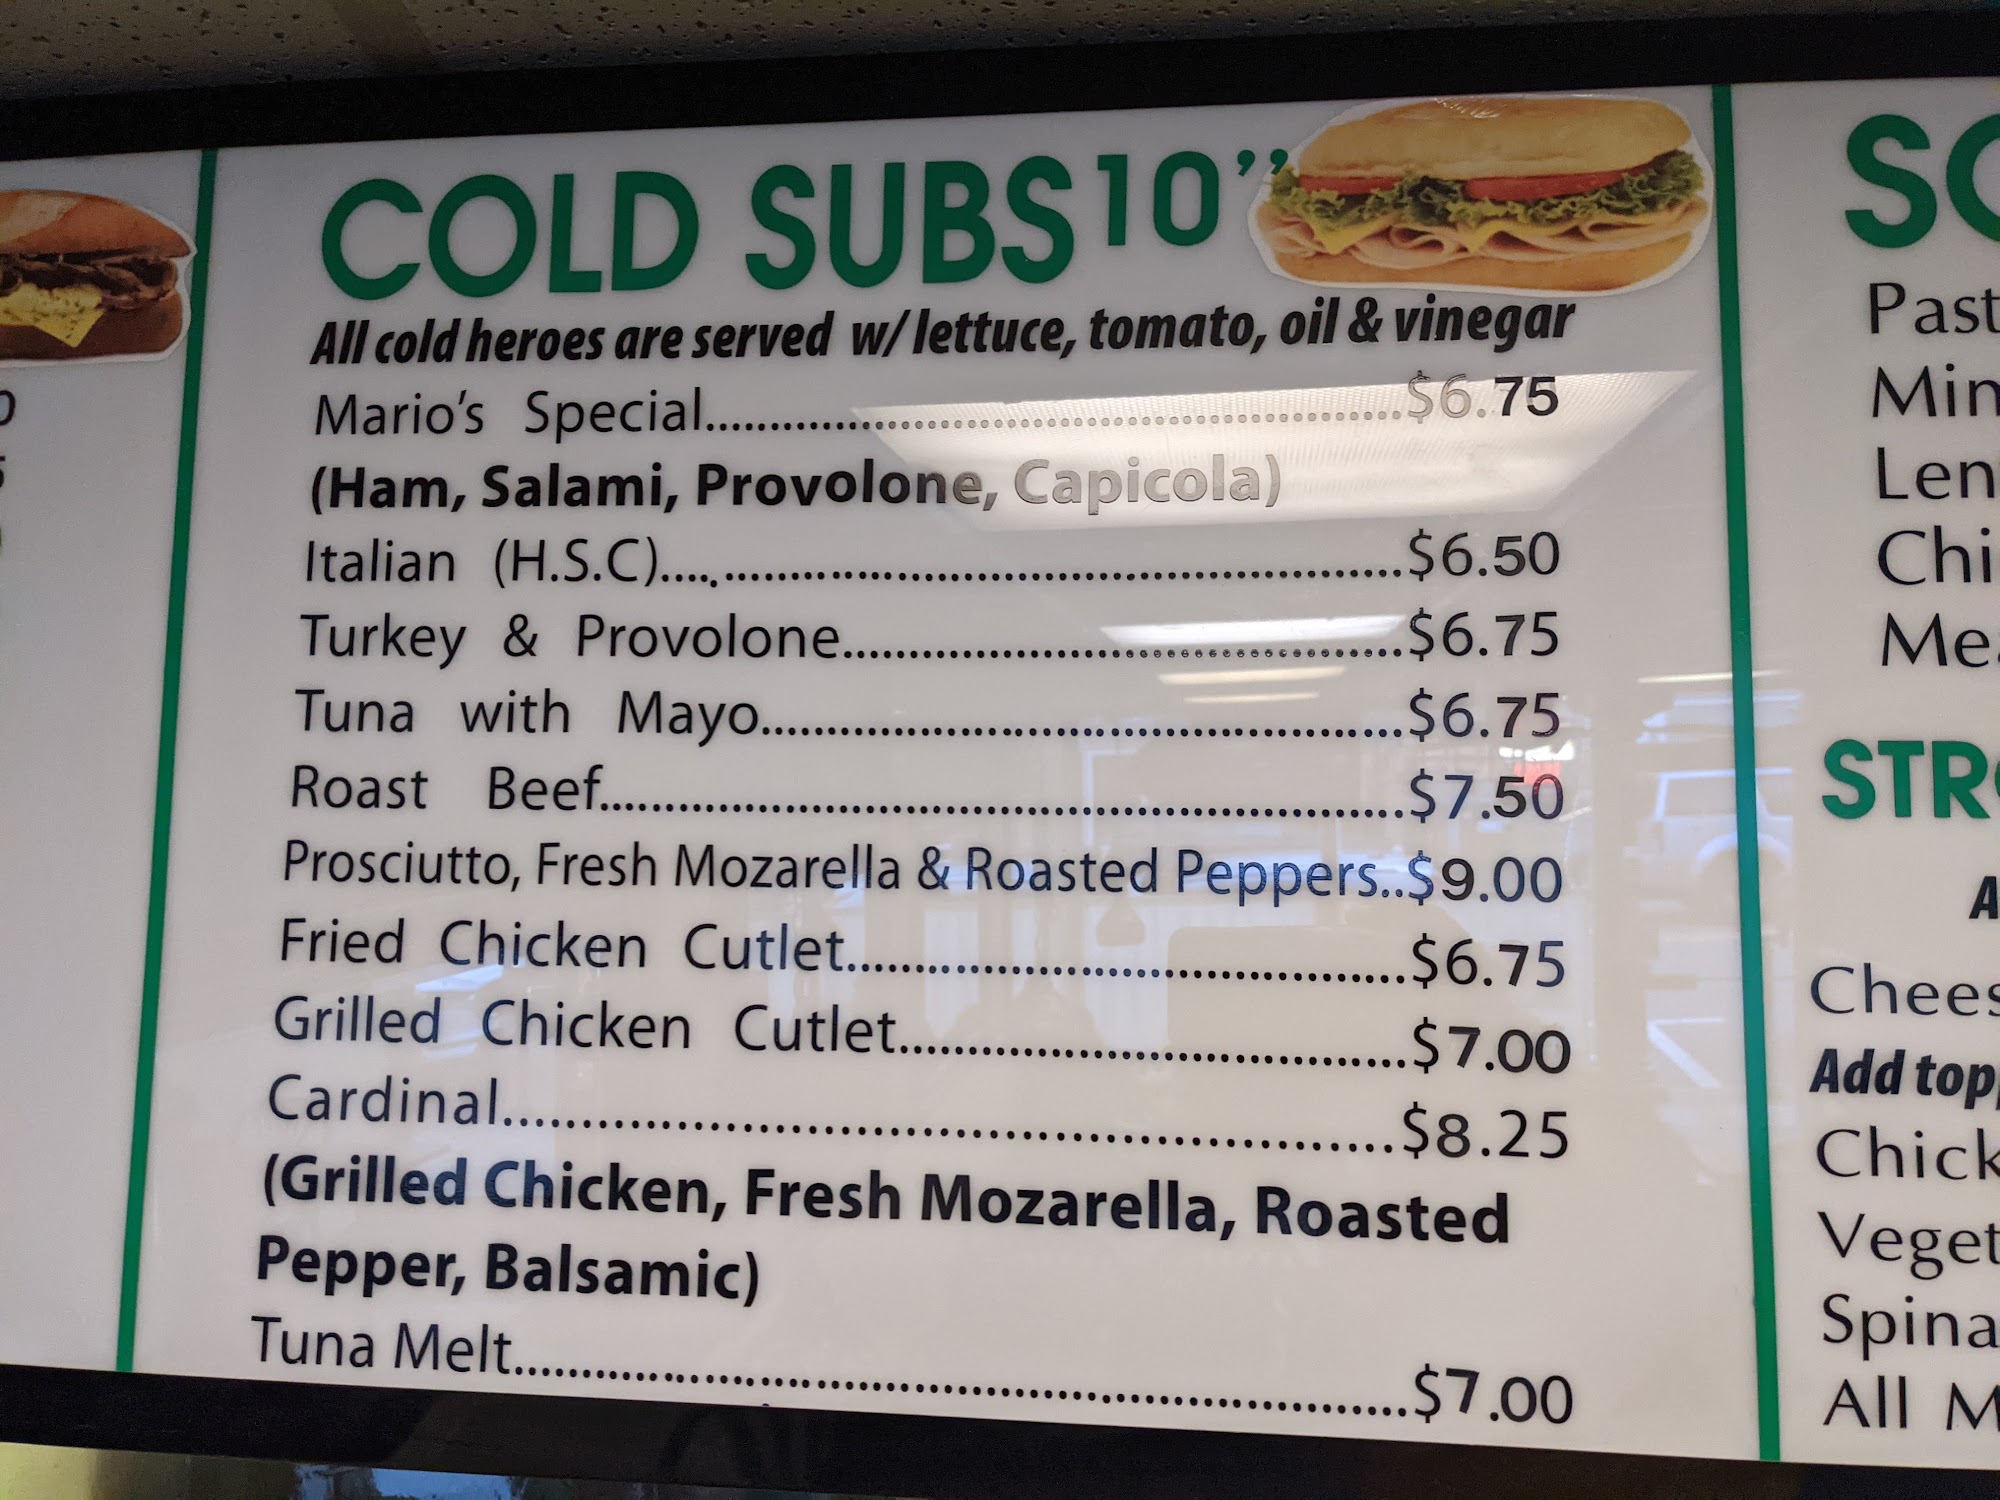 COLD SUBS 10”
All cold heroes are served w/ lettuce, tomato, oil & vinegar
Mario’s Special $6.75
(Ham, Salami, Provolone, Capicola)
Italian (H.S.C) $6.50
Turkey & Provolone $6.75
Tuna with Mayo $6.75
Roast Beef $7.50
Prosciutto, Fresh Mozarella & Roasted Peppers $9.00
Fried Chicken Cutlet $6.75
Grilled Chicken Cutlet $7.00
Cardinal $8.25
(Grilled Chicken, Fresh Mozarella, Roasted
Pepper, Balsamic)
Tuna Melt $7.00
Add
All